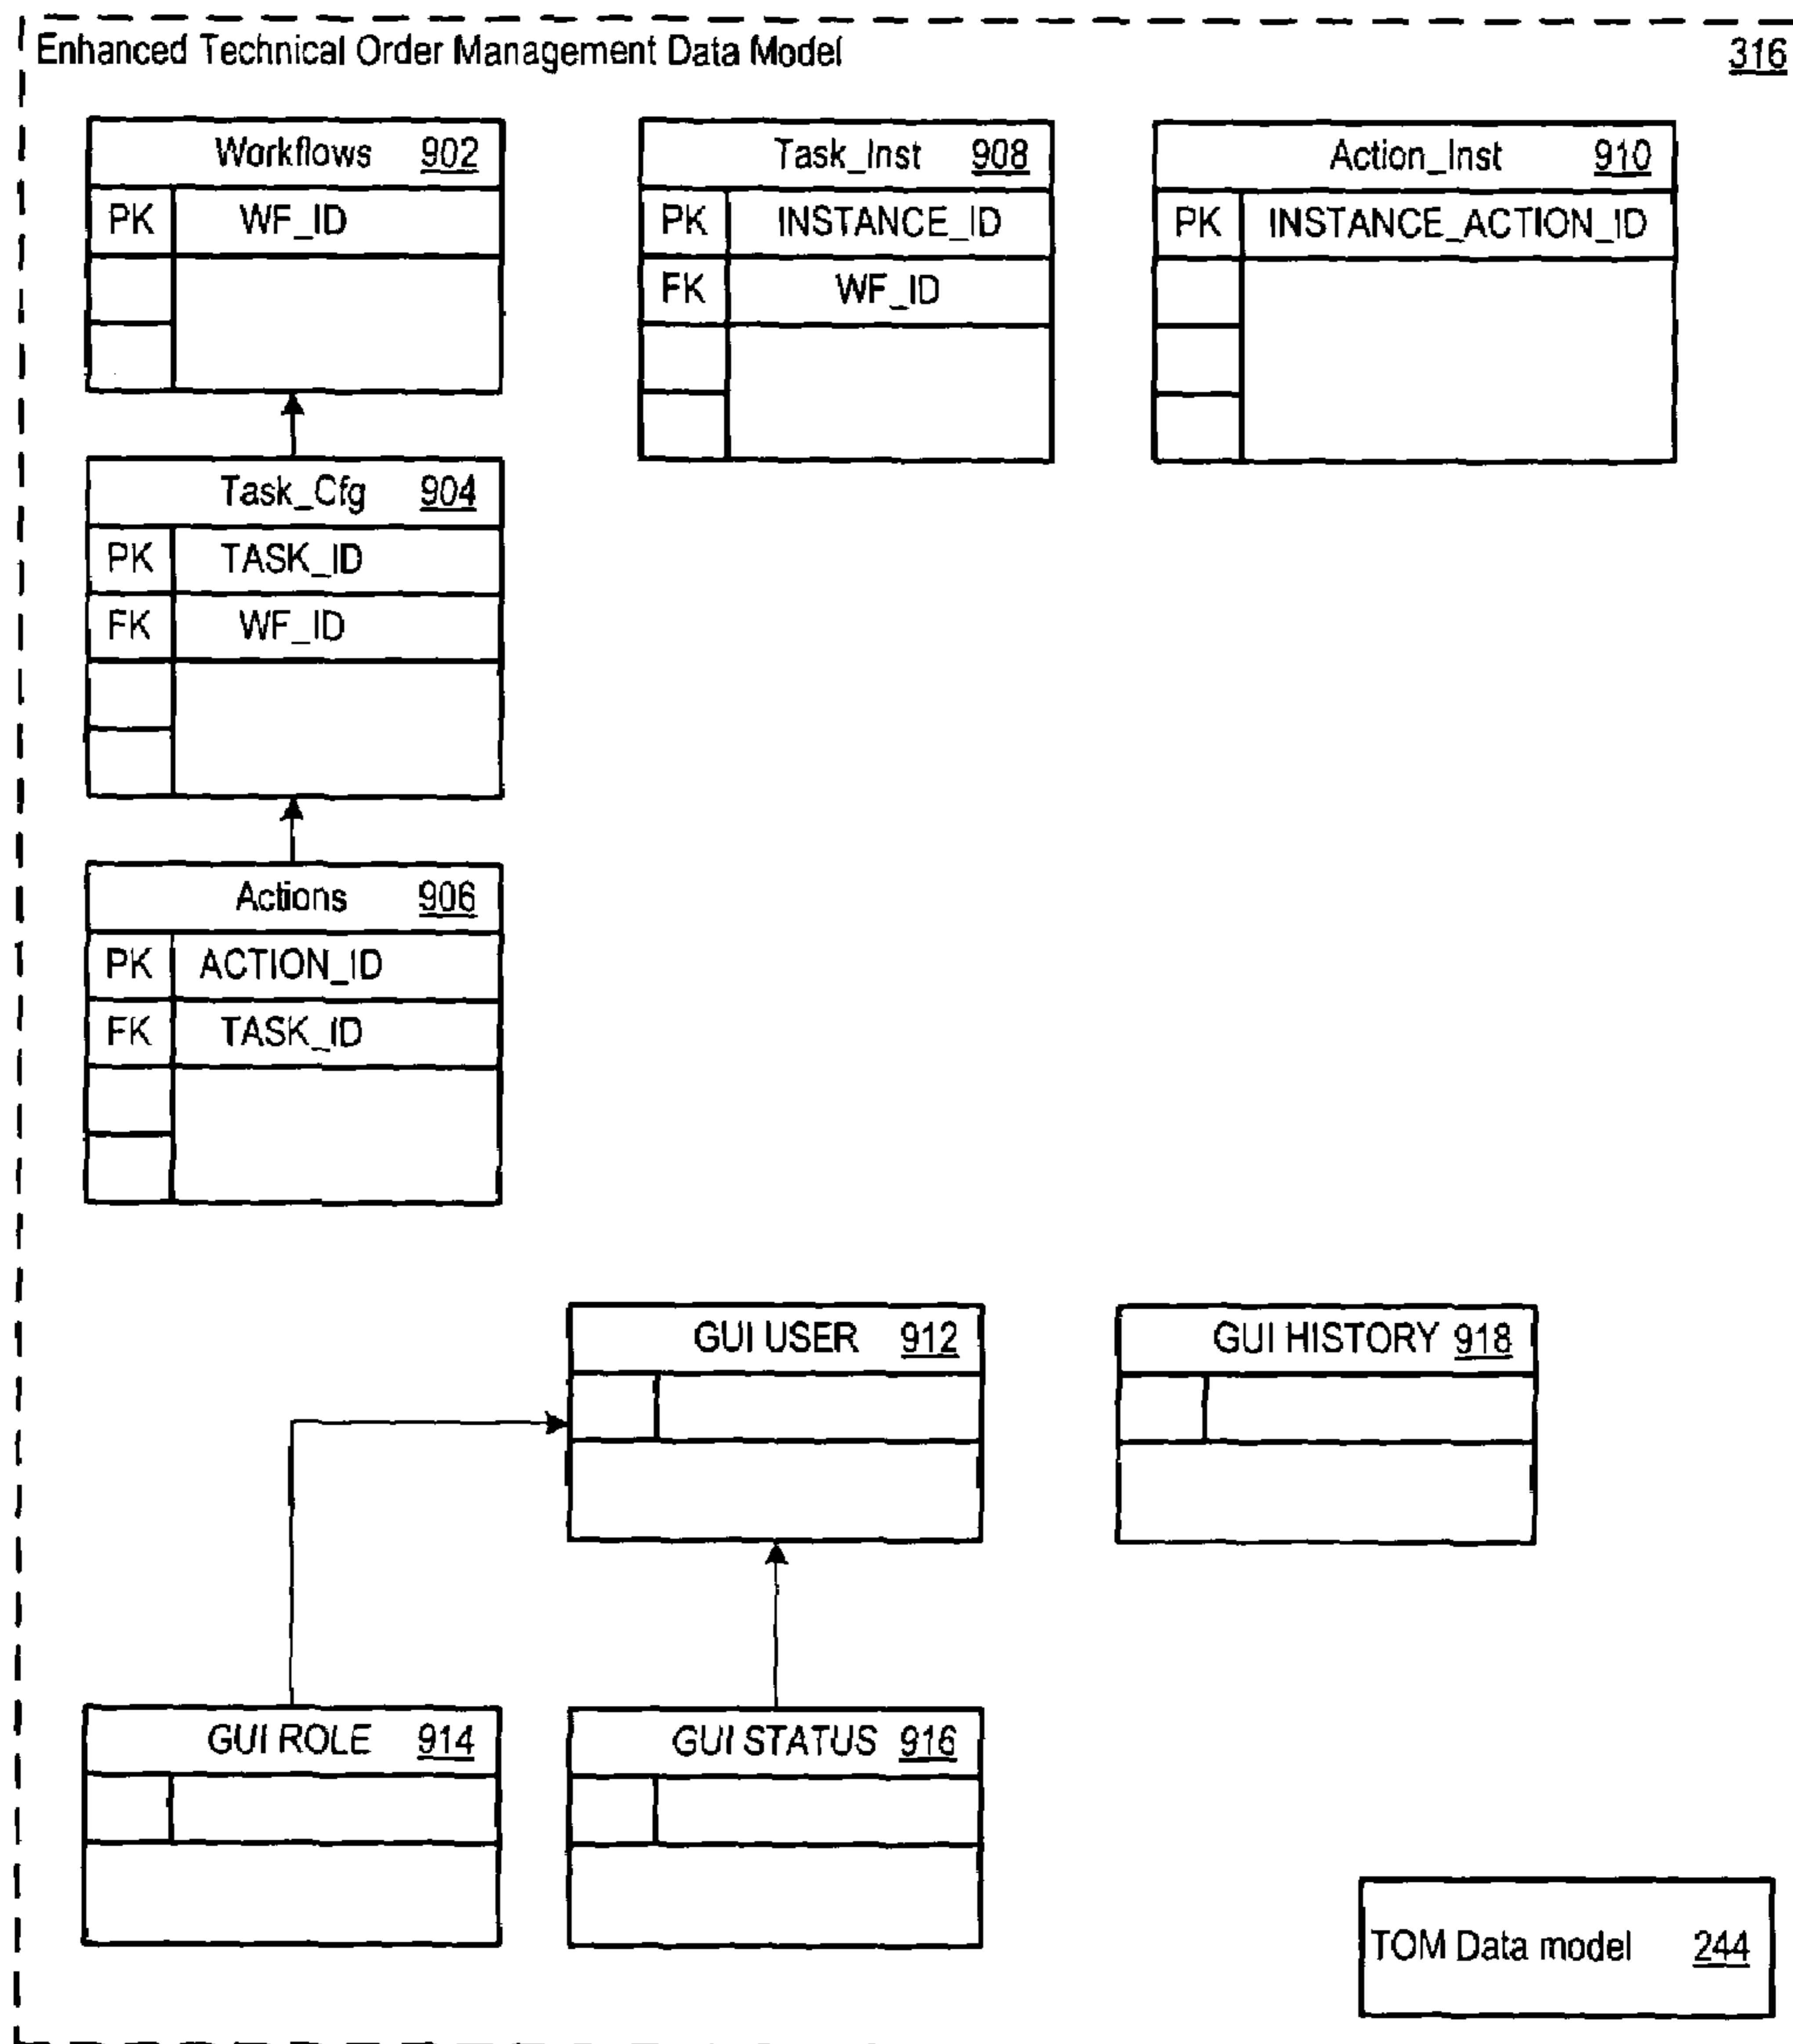 Enhanced Technical Order Management Data Model 316
Workflows 902
PK WF_ID
Task_Inst 908
PK INSTANCE_ID
FK WF_ID
Action_Inst 910
PK INSTANCE_ACTION_ID
Task_Cfg 904
PK TASK_ID
FK WF_ID
Actions 906
PK ACTION_ID
FK TASK_ID
GUI USER 912
GUI HISTORY 918
GUI ROLE 914
GUI STATUS 916
TOM Data model 244